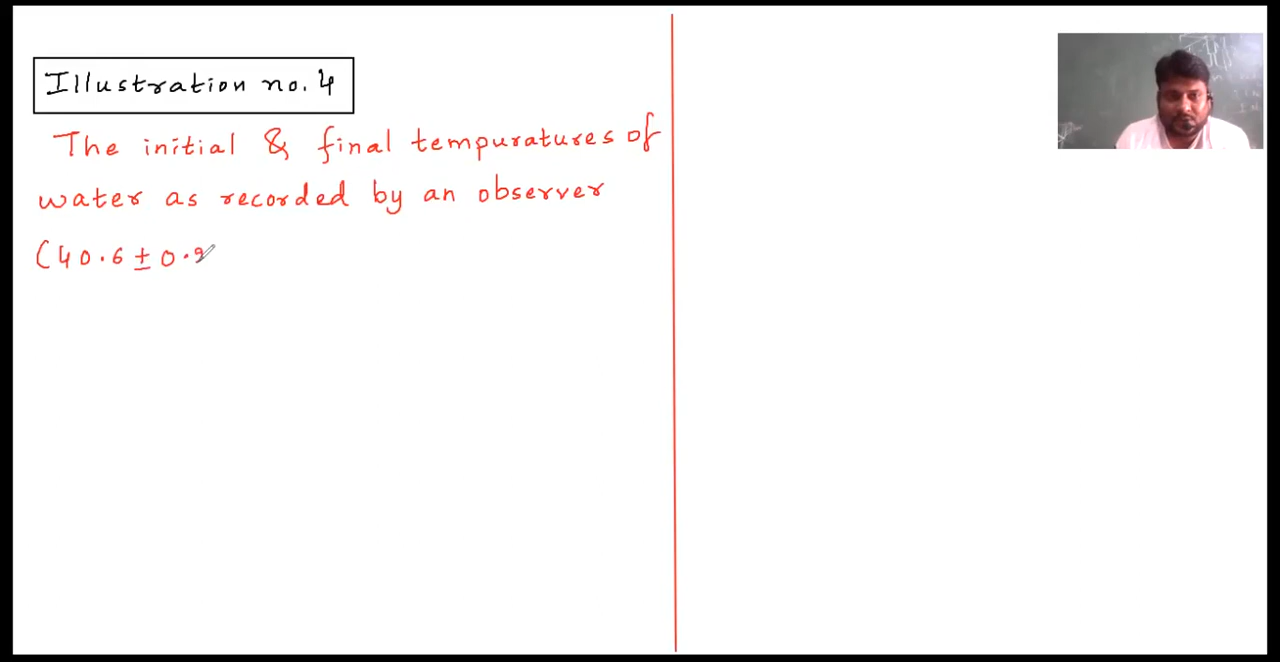 Illustration no. 4
The initial & final tempuratures of
water as recorded by an observer
(40.6 ± 0.